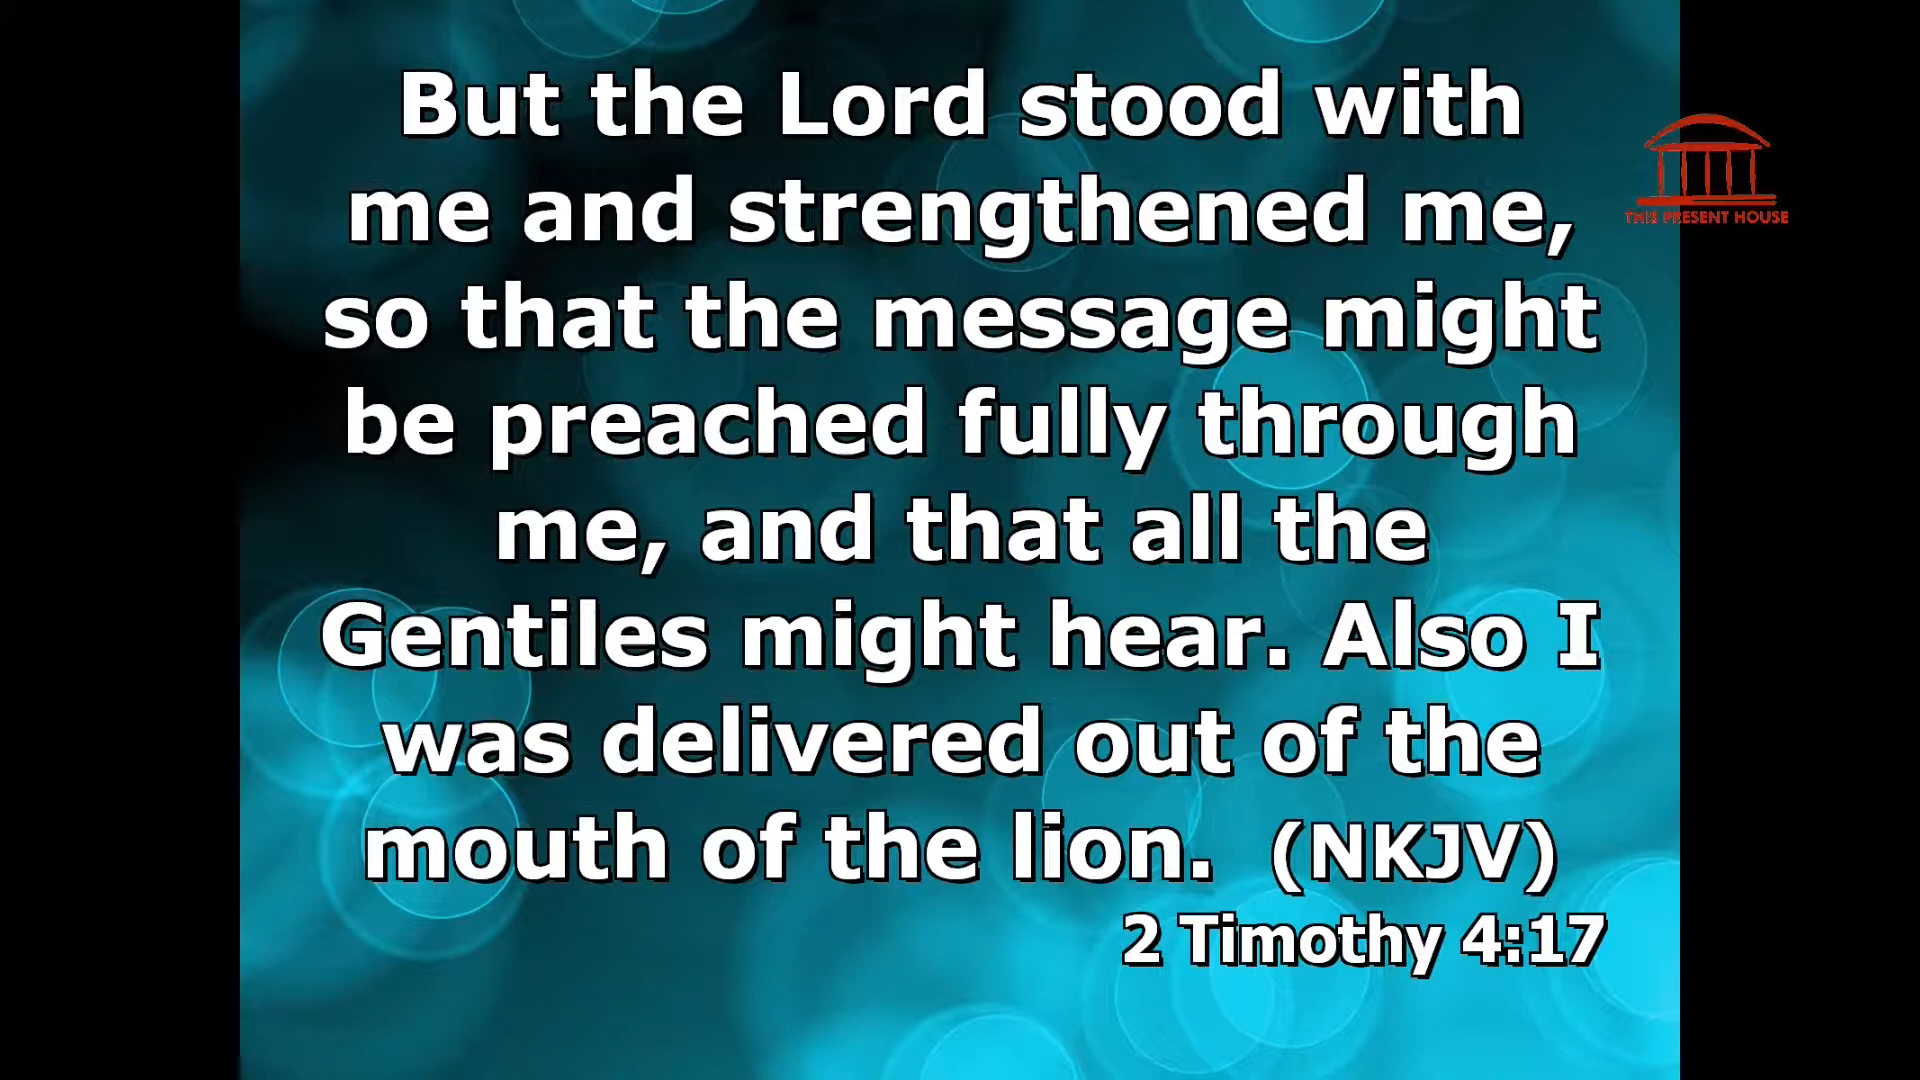 But the Lord stood with
me and strengthened me,
so that the message might
be preached fully through
me, and that all the
Gentiles might hear. Also I
was delivered out of the
mouth of the lion. (NKJV)
2 Timothy 4:17
THIS PRESENT HOUSE